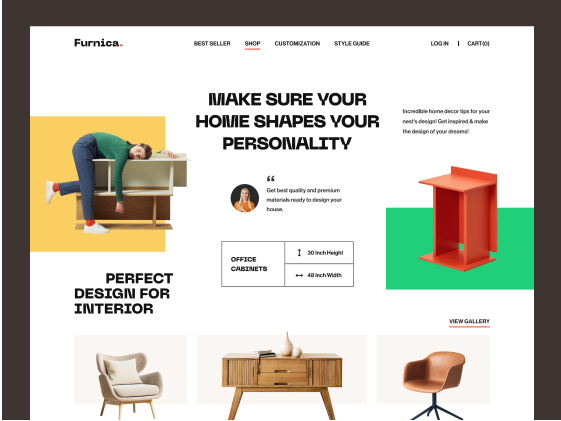 Furnica.
BEST SELLER
SHOP
CUSTOMIZATION
STYLE GUIDE
LOG IN
CART(0)
MAKE SURE YOUR
HOME SHAPES YOUR
PERSONALITY
Incredible home decor tips for your
nest's design! Get inspired & make
the design of your dreams!
“
Get best quality and premium
materials ready to design your
house.
OFFICE
CABINETS
30 Inch Height
48 Inch Width
PERFECT
DESIGN FOR
INTERIOR
VIEW GALLERY